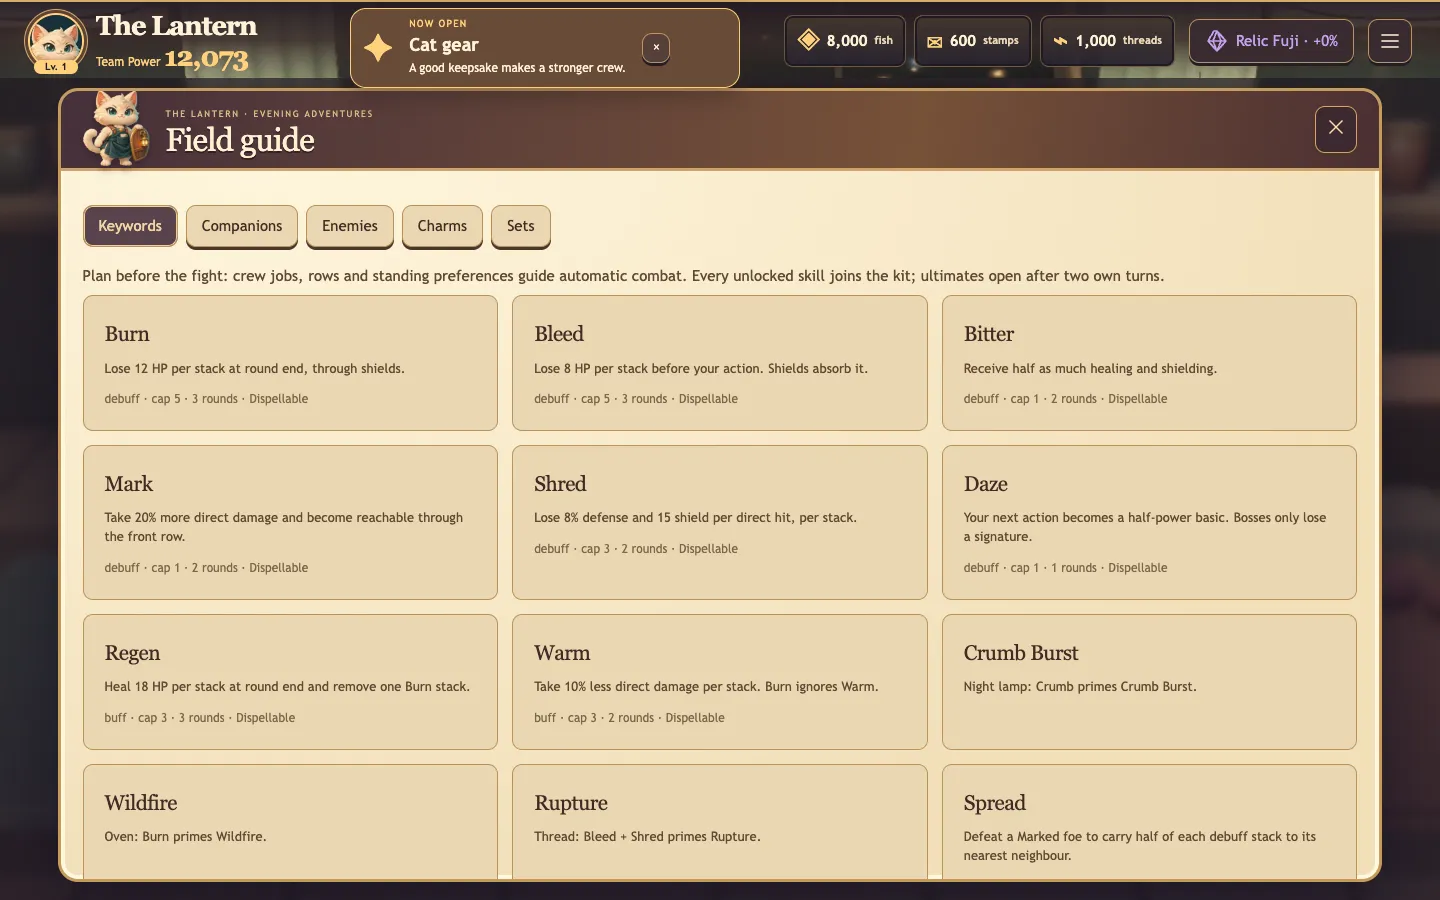 The Lantern
Team Power 12,073
Lv. 1
NOW OPEN
Cat gear
A good keepsake makes a stronger crew.
×
8,000 fish
600 stamps
1,000 threads
Relic Fuji · +0%
THE LANTERN · EVENING ADVENTURES
Field guide
Keywords
Companions
Enemies
Charms
Sets
Plan before the fight: crew jobs, rows and standing preferences guide automatic combat. Every unlocked skill joins the kit; ultimates open after two own turns.
Burn
Lose 12 HP per stack at round end, through shields.
debuff · cap 5 · 3 rounds · Dispellable
Bleed
Lose 8 HP per stack before your action. Shields absorb it.
debuff · cap 5 · 3 rounds · Dispellable
Bitter
Receive half as much healing and shielding.
debuff · cap 1 · 2 rounds · Dispellable
Mark
Take 20% more direct damage and become reachable through
the front row.
debuff · cap 1 · 2 rounds · Dispellable
Shred
Lose 8% defense and 15 shield per direct hit, per stack.
debuff · cap 3 · 2 rounds · Dispellable
Daze
Your next action becomes a half-power basic. Bosses only lose
a signature.
debuff · cap 1 · 1 rounds · Dispellable
Regen
Heal 18 HP per stack at round end and remove one Burn stack.
buff · cap 3 · 3 rounds · Dispellable
Warm
Take 10% less direct damage per stack. Burn ignores Warm.
buff · cap 3 · 2 rounds · Dispellable
Crumb Burst
Night lamp: Crumb primes Crumb Burst.
Wildfire
Oven: Burn primes Wildfire.
Rupture
Thread: Bleed + Shred primes Rupture.
Spread
Defeat a Marked foe to carry half of each debuff stack to its
nearest neighbour.